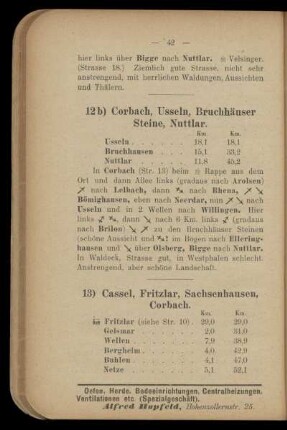 — 42 —
hier links über Bigge nach Nuttlar. Velsinger.
(Strasse 18.) Ziemlich gute Strasse, nicht sehr
anstrengend, mit herrlichen Waldungen, Aussichten
und Thälern.
12b) Corbach, Usseln, Bruchhäuser
Steine, Nuttlar.
Km. Km.
Usseln . . . . 18,1 18,1
Bruchhausen . . 15,1 33,2
Nuttlar . . . . 11,8 45,2
In Corbach (Str. 13) beim Rappe aus dem
Ort und dann Allee links (gradaus nach Arolsen)
↗ nach Lelbach, dann nach Rhena, ↗ ↘
Bömighausen, eben nach Neerdar, nun ↗ ↘ nach
Usseln und in 2 Wellen nach Willingen. Hier
links dann ↘ nach 6 Km. links (gradaus
nach Brilon) ↘ ↗ zu den Bruchhäuser Steinen
(schöne Aussicht und 1 im Bogen nach Elfering-
hausen und ↘ über Olsberg, Bigge nach Nuttlar.
In Waldeck, Strasse gut, in Westphalen schlecht.
Anstrengend, aber schöne Landschaft.
13) Cassel, Fritzlar, Sachsenhausen,
Corbach.
Km. Km.
Fritzlar (siehe Str. 10) . 29,0 29,0
Geismar . . . . 2,0 31,0
Wellen . . . . 7,9 38,9
Bergheim . . . . 4,0 42,9
Buhlen . . . . 4,1 47,0
Netze . . . . 5,1 52,1
Oefen, Herde, Badeeinrichtungen, Centralheizungen,
Ventilationen etc. (Spezialgeschäft).
Alfred Hopfeld, Hohenzollernstr. 25.